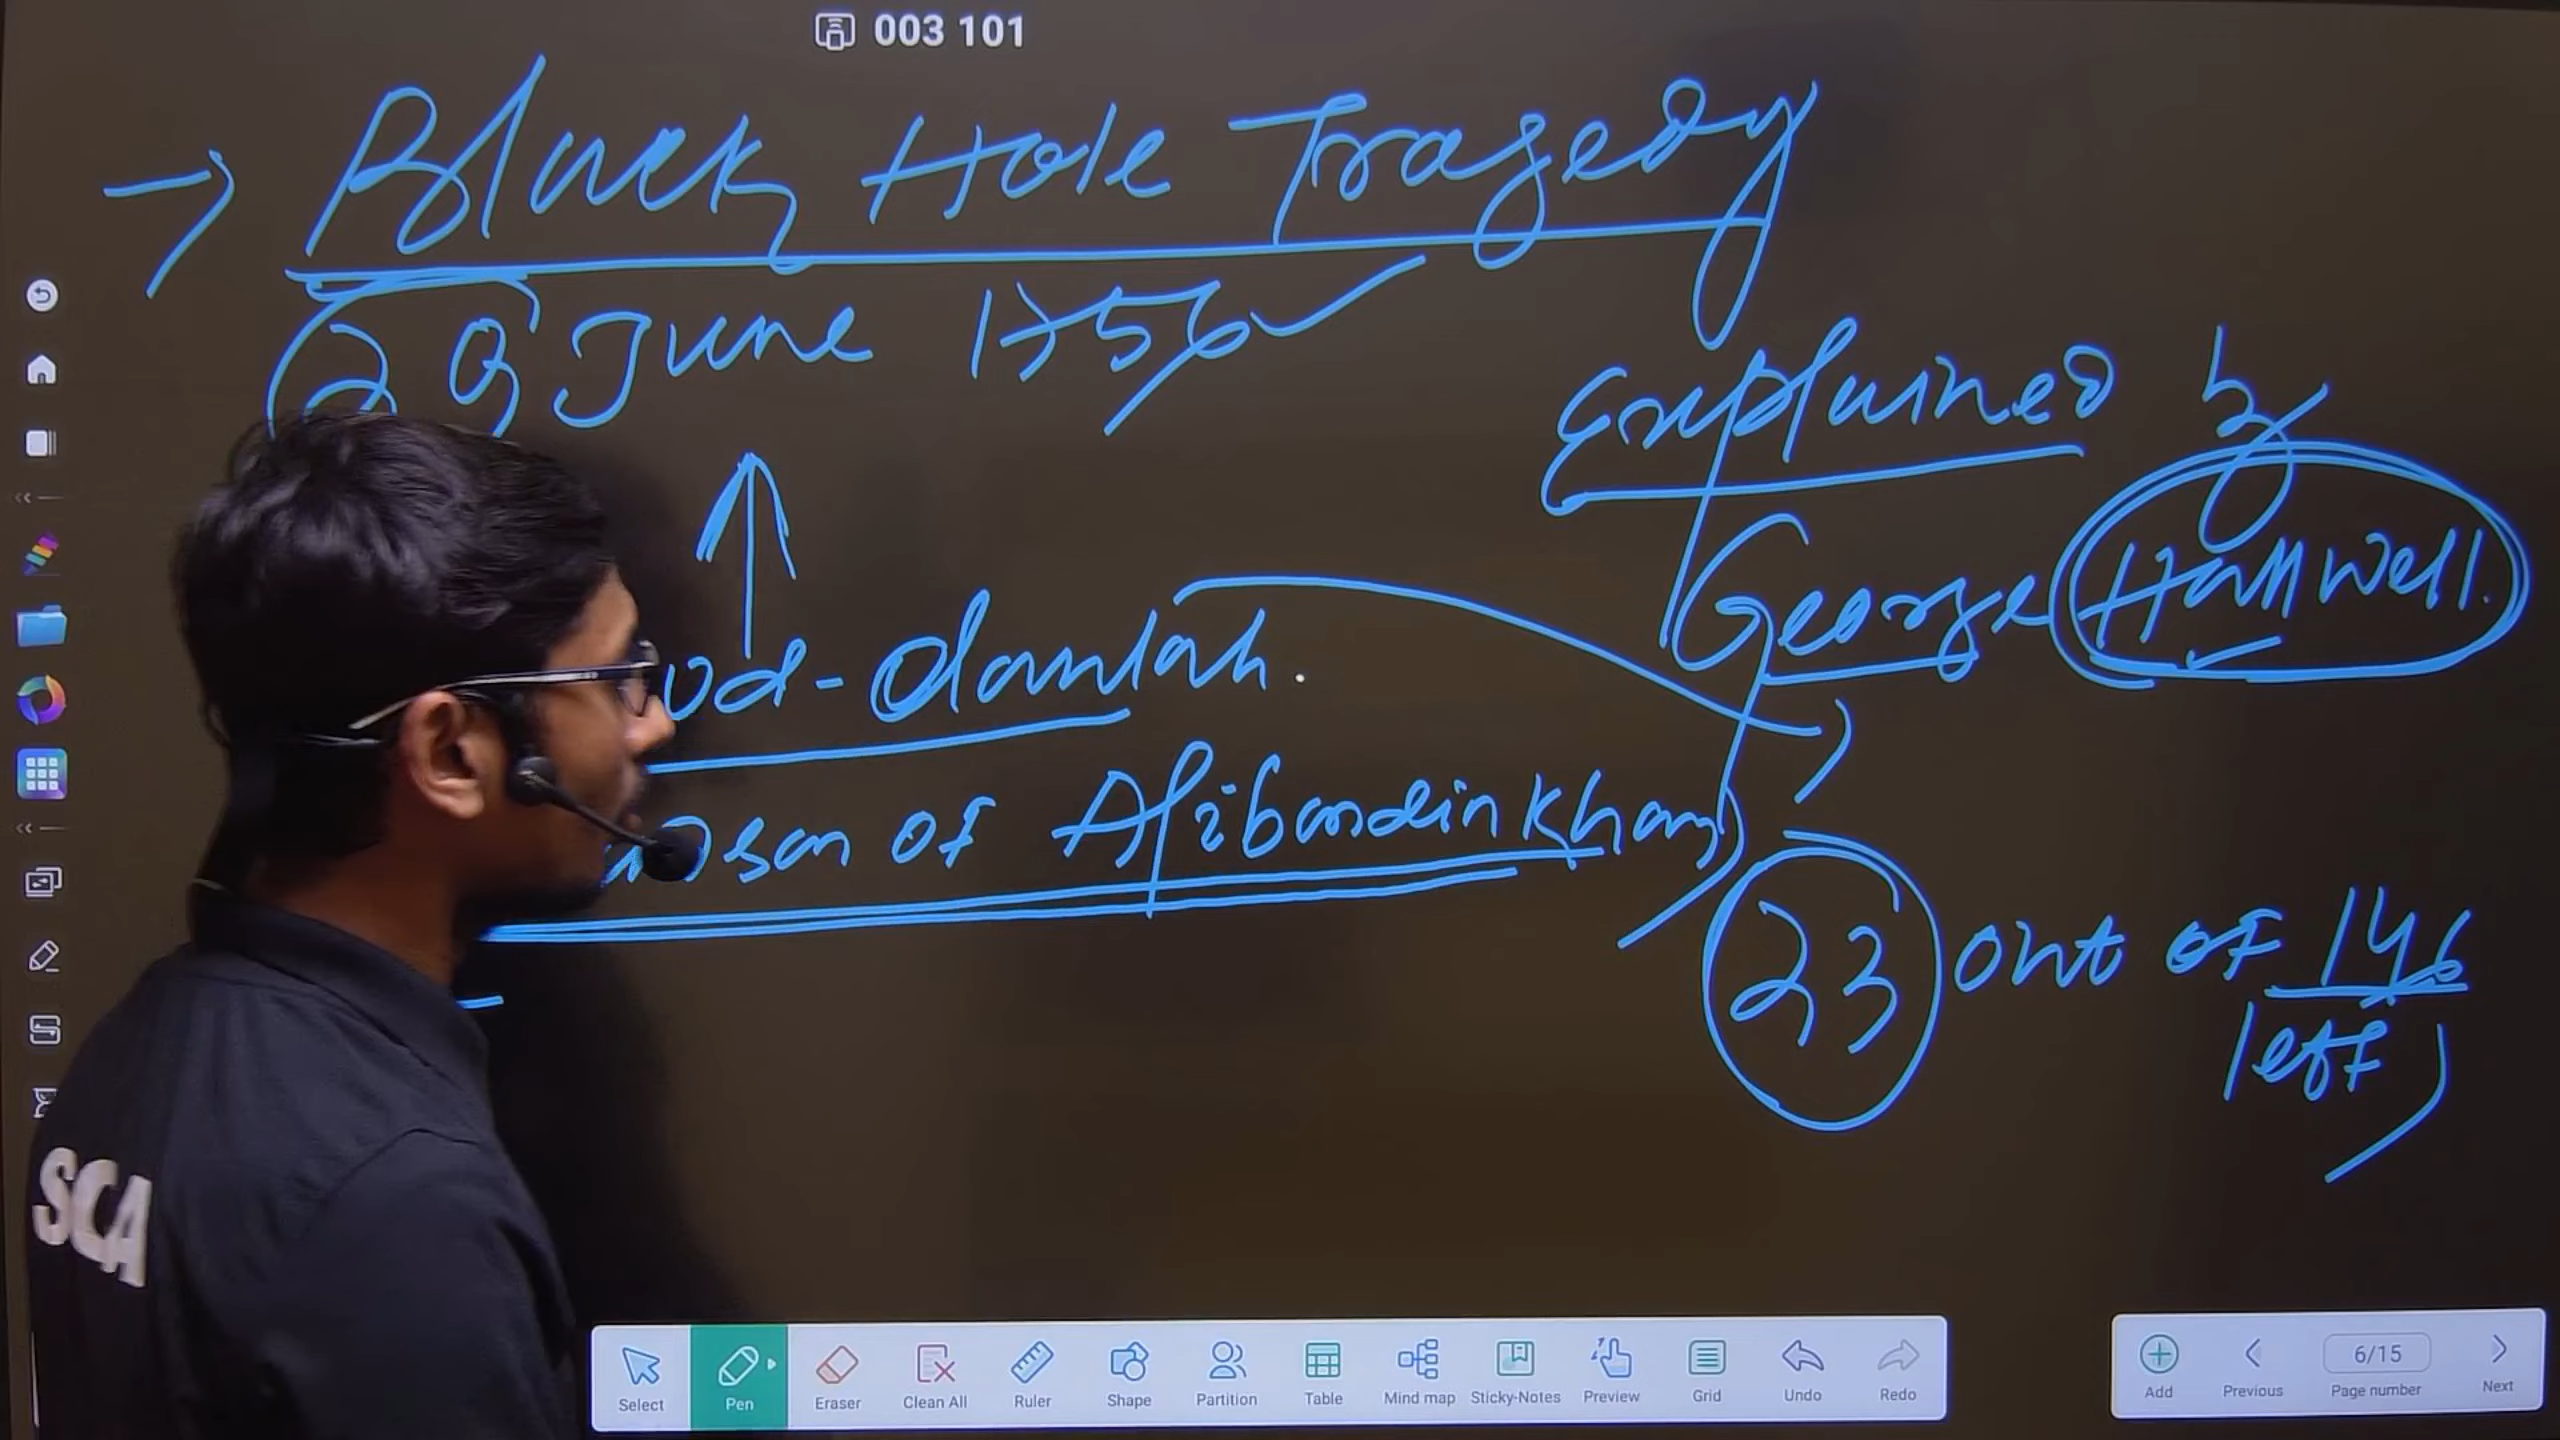 003 101
→ Black Hole Tragedy
29 June 1756
Explained by
George Hallwell.
ud-daulah.
son of Alibardin Khan
23 out of 146
left
SCA
Select
Pen
Eraser
Clean All
Ruler
Shape
Partition
Table
Mind map
Sticky-Notes
Preview
Grid
Undo
Redo
Add
Previous
6/15
Page number
Next